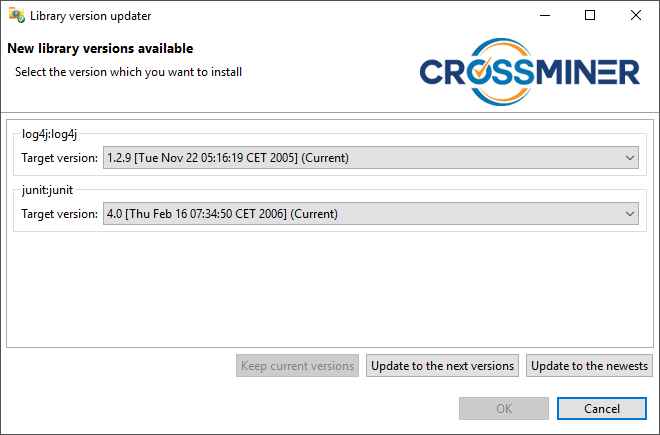 Library version updater
New library versions available
Select the version which you want to install
CROSSMINER
log4j:log4j
Target version: 1.2.9 [Tue Nov 22 05:16:19 CET 2005] (Current)
junit:junit
Target version: 4.0 [Thu Feb 16 07:34:50 CET 2006] (Current)
Keep current versions Update to the next versions Update to the newests
OK Cancel